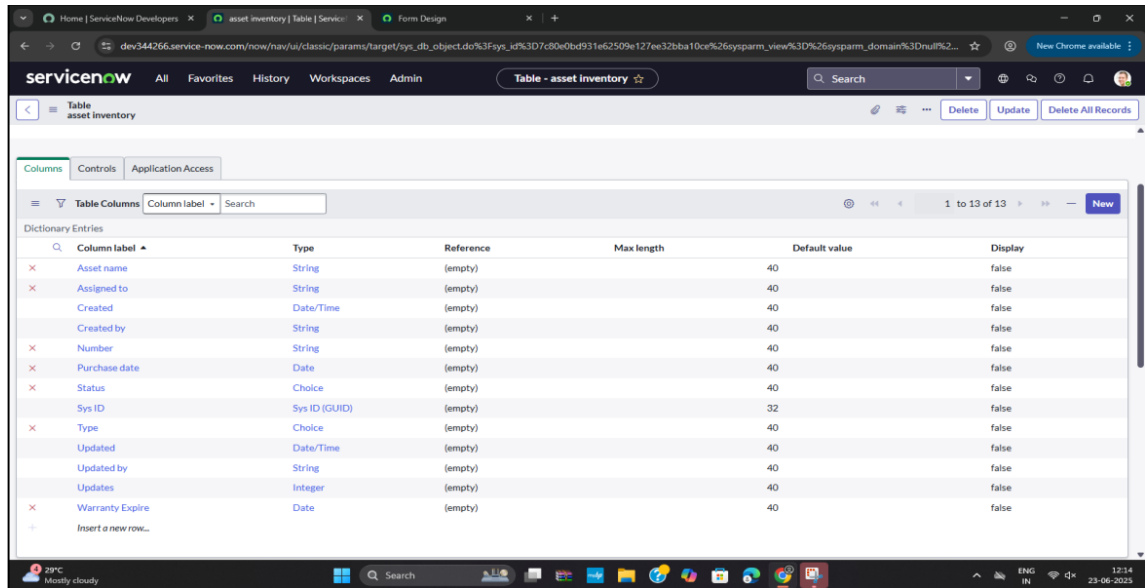 Home | ServiceNow Developers
asset inventory | Table | Service
Form Design
dev344266.service-now.com/now/nav/ui/classic/params/target/sys_db_object.do%3Fsys_id%3D7c80e0bd931e62509e127ee32bba10ce%26sysparm_view%3D%26sysparm_domain%3Dnull%2...
New Chrome available
servicenow All Favorites History Workspaces Admin Table - asset inventory Search
Table
asset inventory
Delete Update Delete All Records
Columns Controls Application Access
Table Columns Column label Search 1 to 13 of 13 New
Dictionary Entries
Column label Type Reference Max length Default value Display
Asset name String (empty) 40 false
Assigned to String (empty) 40 false
Created Date/Time (empty) 40 false
Created by String (empty) 40 false
Number String (empty) 40 false
Purchase date Date (empty) 40 false
Status Choice (empty) 40 false
Sys ID Sys ID (GUID) (empty) 32 false
Type Choice (empty) 40 false
Updated Date/Time (empty) 40 false
Updated by String (empty) 40 false
Updates Integer (empty) 40 false
Warranty Expire Date (empty) 40 false
Insert a new row...
4 29°C
Mostly cloudy
Search
ENG
IN
12:14
23-06-2025